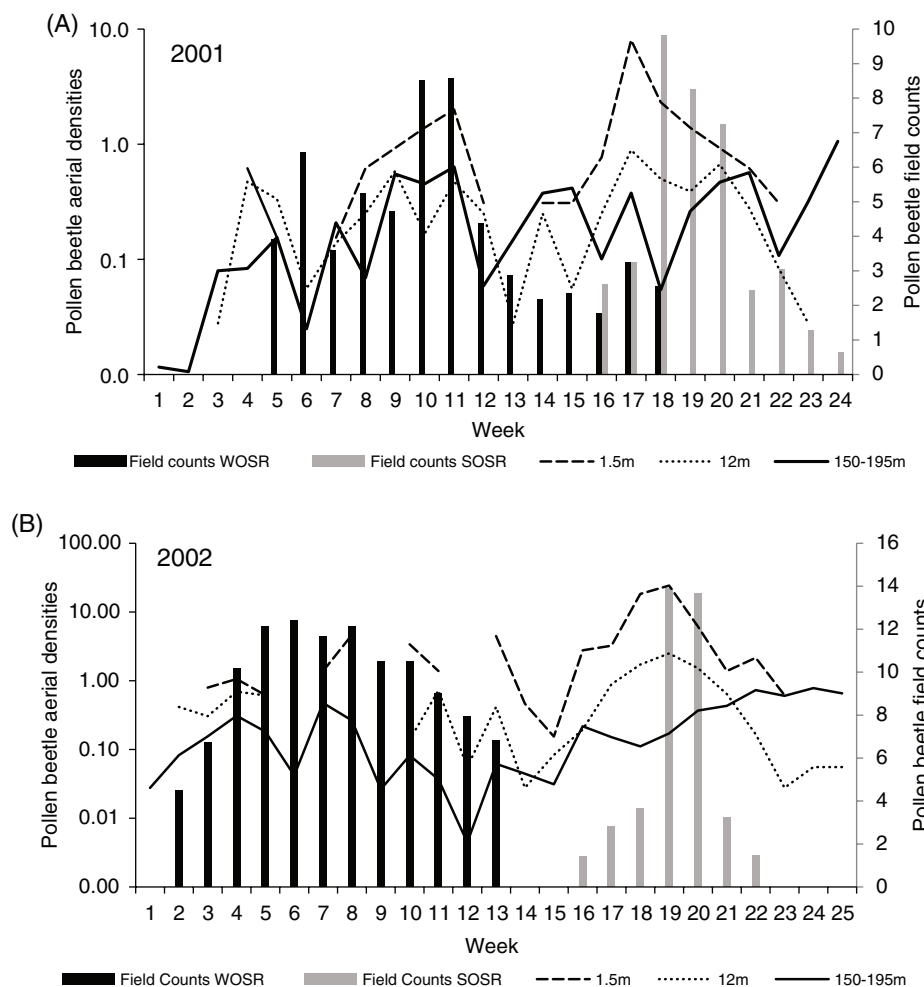 (A)
2001
Pollen beetle aerial densities
10.0
1.0
0.1
0.0
Pollen beetle field counts
10
9
8
7
6
5
4
3
2
1
0
1 2 3 4 5 6 7 8 9 10 11 12 13 14 15 16 17 18 19 20 21 22 23 24
Week
Field counts WOSR Field counts SOSR 1.5m 12m 150-195m
(B)
2002
Pollen beetle aerial densities
100.00
10.00
1.00
0.10
0.01
0.00
Pollen beetle field counts
16
14
12
10
8
6
4
2
0
1 2 3 4 5 6 7 8 9 10 11 12 13 14 15 16 17 18 19 20 21 22 23 24 25
Week
Field Counts WOSR Field Counts SOSR 1.5m 12m 150-195m